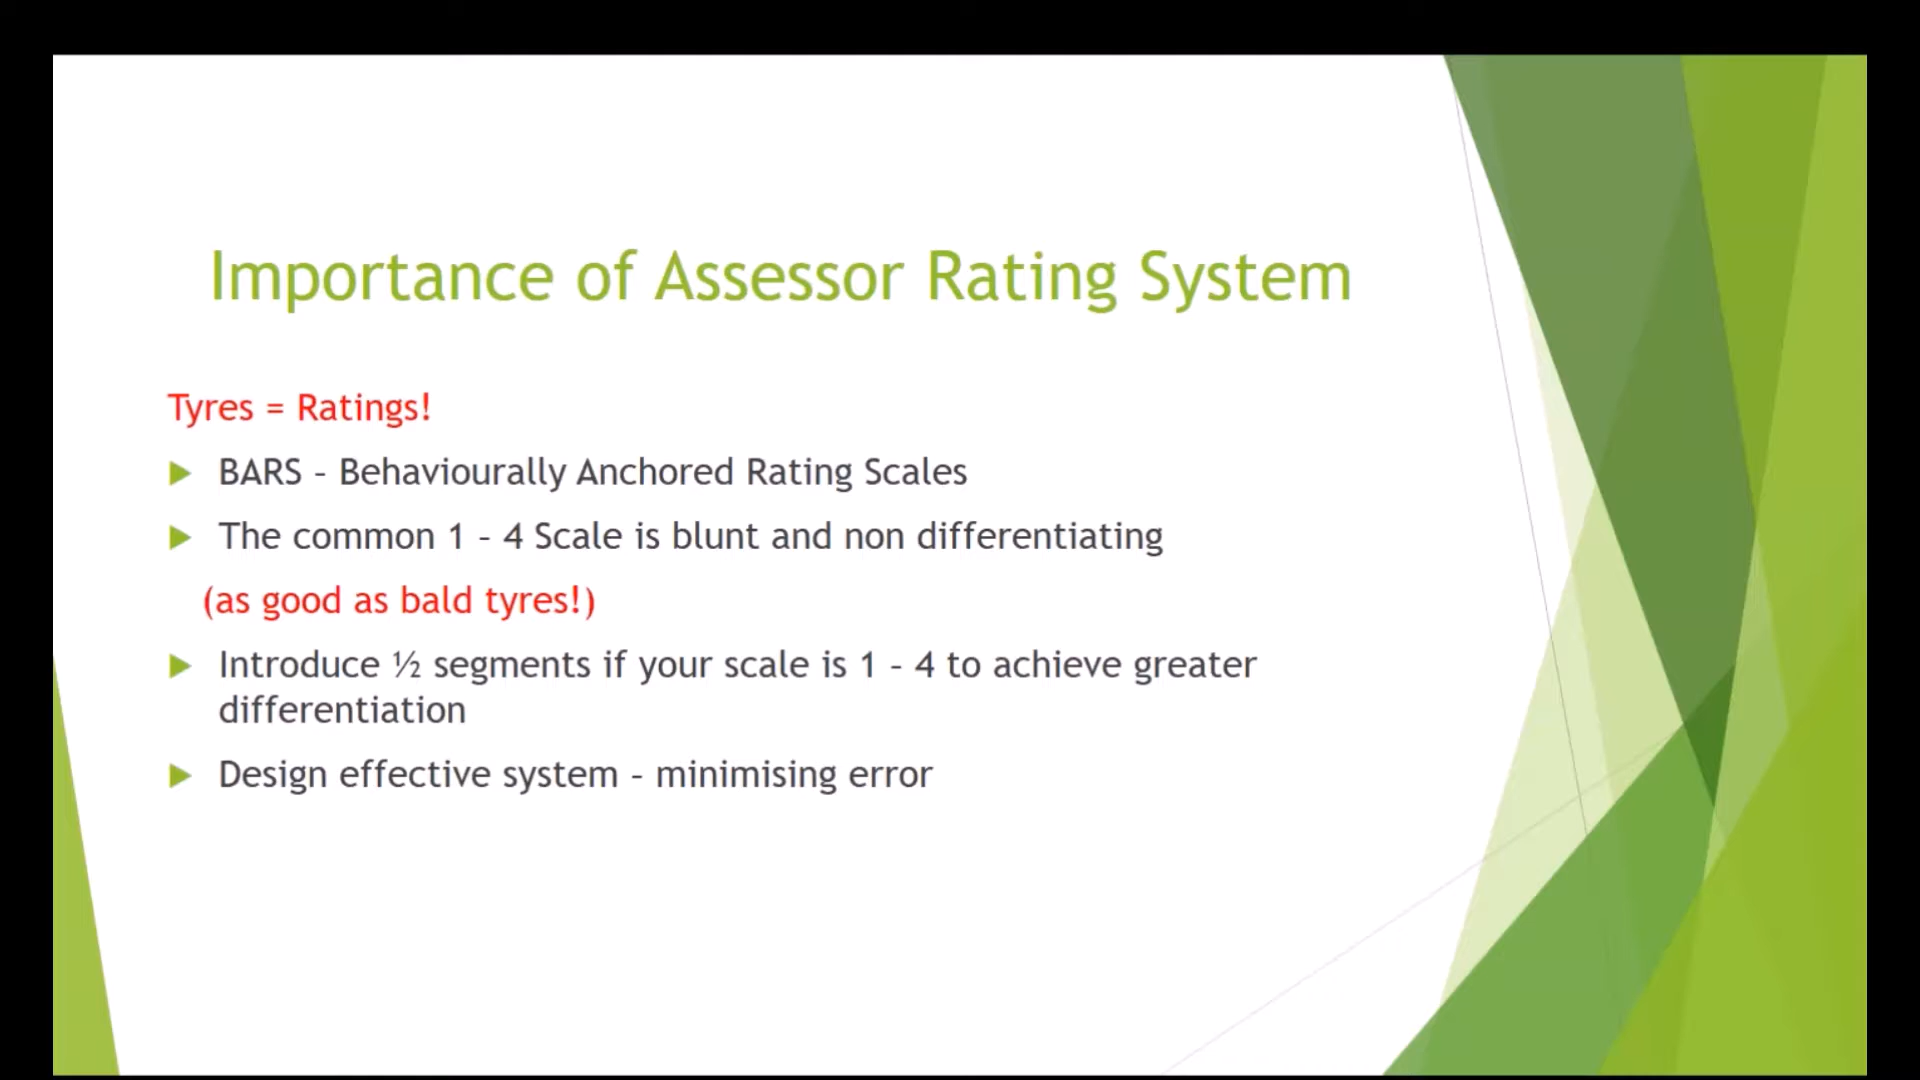 Importance of Assessor Rating System
Tyres = Ratings!
BARS – Behaviourally Anchored Rating Scales
The common 1 – 4 Scale is blunt and non differentiating
(as good as bald tyres!)
Introduce ½ segments if your scale is 1 – 4 to achieve greater
differentiation
Design effective system – minimising error